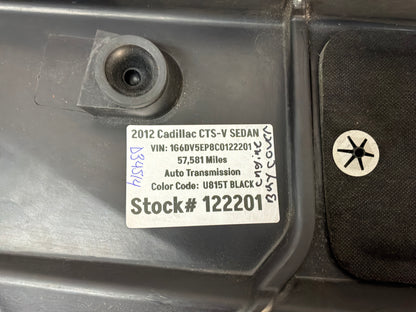 2012 Cadillac CTS-V SEDAN
VIN: 1G6DV5EP8C0122201
57,581 Miles
Auto Transmission
Color Code: U815T BLACK
Stock# 122201
D34514
engine
Bay Cover